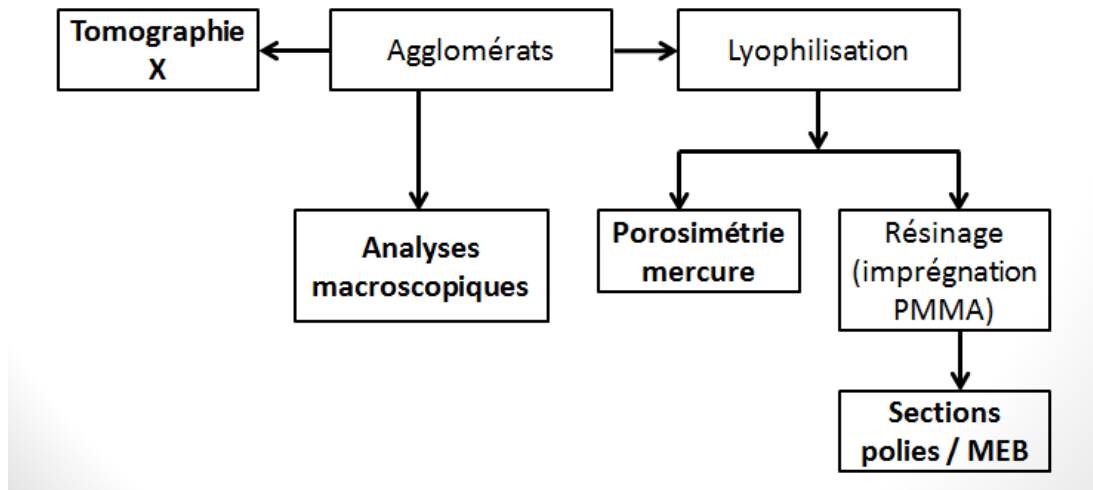 Tomographie
X
Agglomérats
Lyophilisation
Analyses
macroscopiques
Porosimétrie
mercure
Résinage
(imprégnation
PMMA)
Sections
polies / MEB